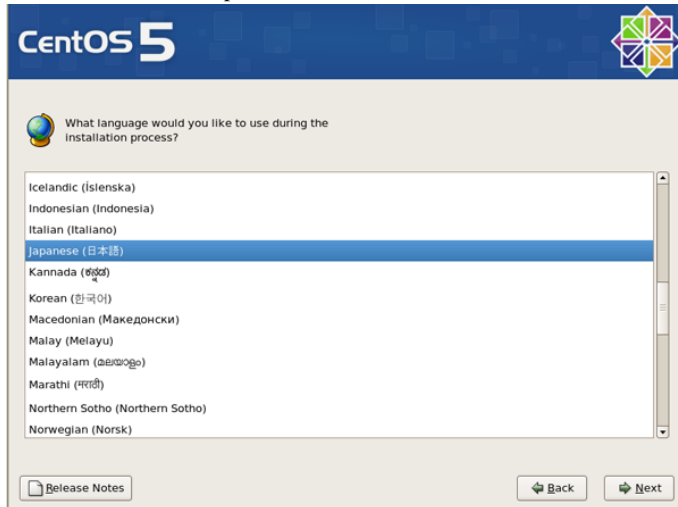 CentOS 5
What language would you like to use during the
installation process?
Icelandic (Íslenska)
Indonesian (Indonesia)
Italian (Italiano)
Japanese (日本語)
Kannada (ಕನ್ನಡ)
Korean (한국어)
Macedonian (Македонски)
Malay (Melayu)
Malayalam (മലയാളം)
Marathi (मराठी)
Northern Sotho (Northern Sotho)
Norwegian (Norsk)
Release Notes
Back
Next